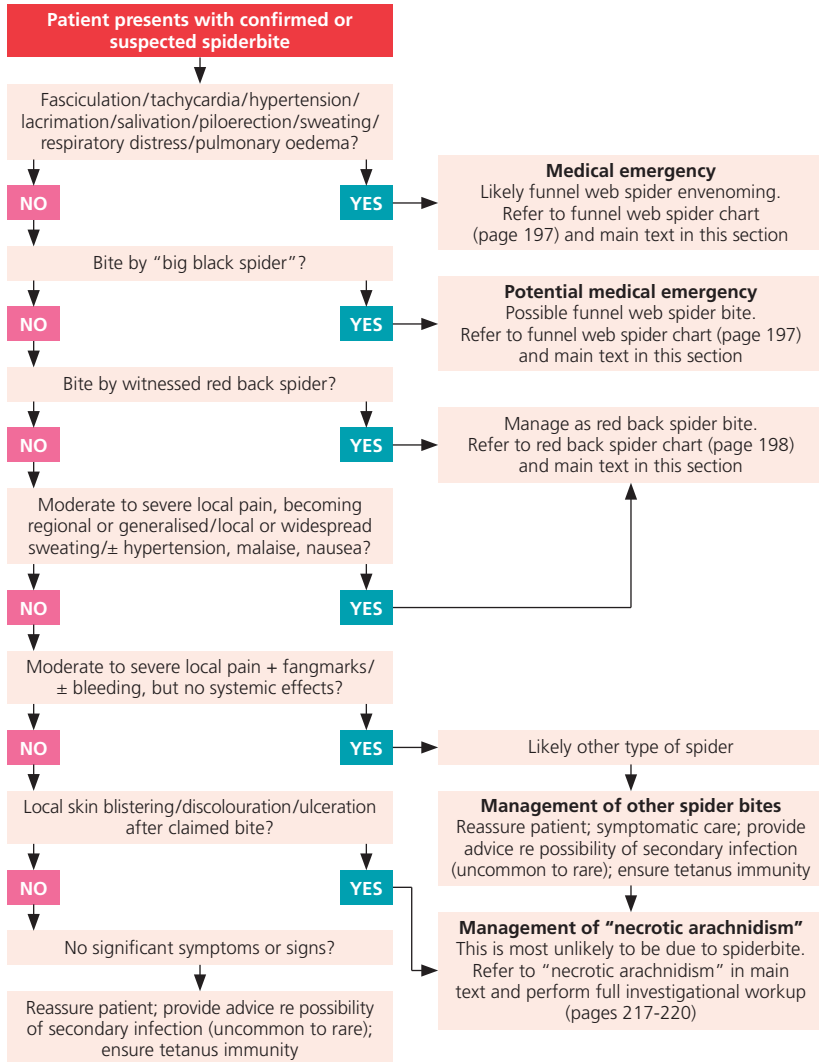 Patient presents with confirmed or
suspected spiderbite
Fasciculation/tachycardia/hypertension/
lacrimation/salivation/piloerection/sweating/
respiratory distress/pulmonary oedema?
NO
YES
Medical emergency
Likely funnel web spider envenoming.
Refer to funnel web spider chart
(page 197) and main text in this section
Bite by “big black spider”?
NO
YES
Potential medical emergency
Possible funnel web spider bite.
Refer to funnel web spider chart (page 197)
and main text in this section
Bite by witnessed red back spider?
NO
YES
Manage as red back spider bite.
Refer to red back spider chart (page 198)
and main text in this section
Moderate to severe local pain, becoming
regional or generalised/local or widespread
sweating/± hypertension, malaise, nausea?
NO
YES
Moderate to severe local pain + fangmarks/
± bleeding, but no systemic effects?
NO
YES
Likely other type of spider
Management of other spider bites
Reassure patient; symptomatic care; provide
advice re possibility of secondary infection
(uncommon to rare); ensure tetanus immunity
Local skin blistering/discolouration/ulceration
after claimed bite?
NO
YES
Management of “necrotic arachnidism”
This is most unlikely to be due to spiderbite.
Refer to “necrotic arachnidism” in main
text and perform full investigational workup
(pages 217-220)
No significant symptoms or signs?
Reassure patient; provide advice re possibility
of secondary infection (uncommon to rare);
ensure tetanus immunity